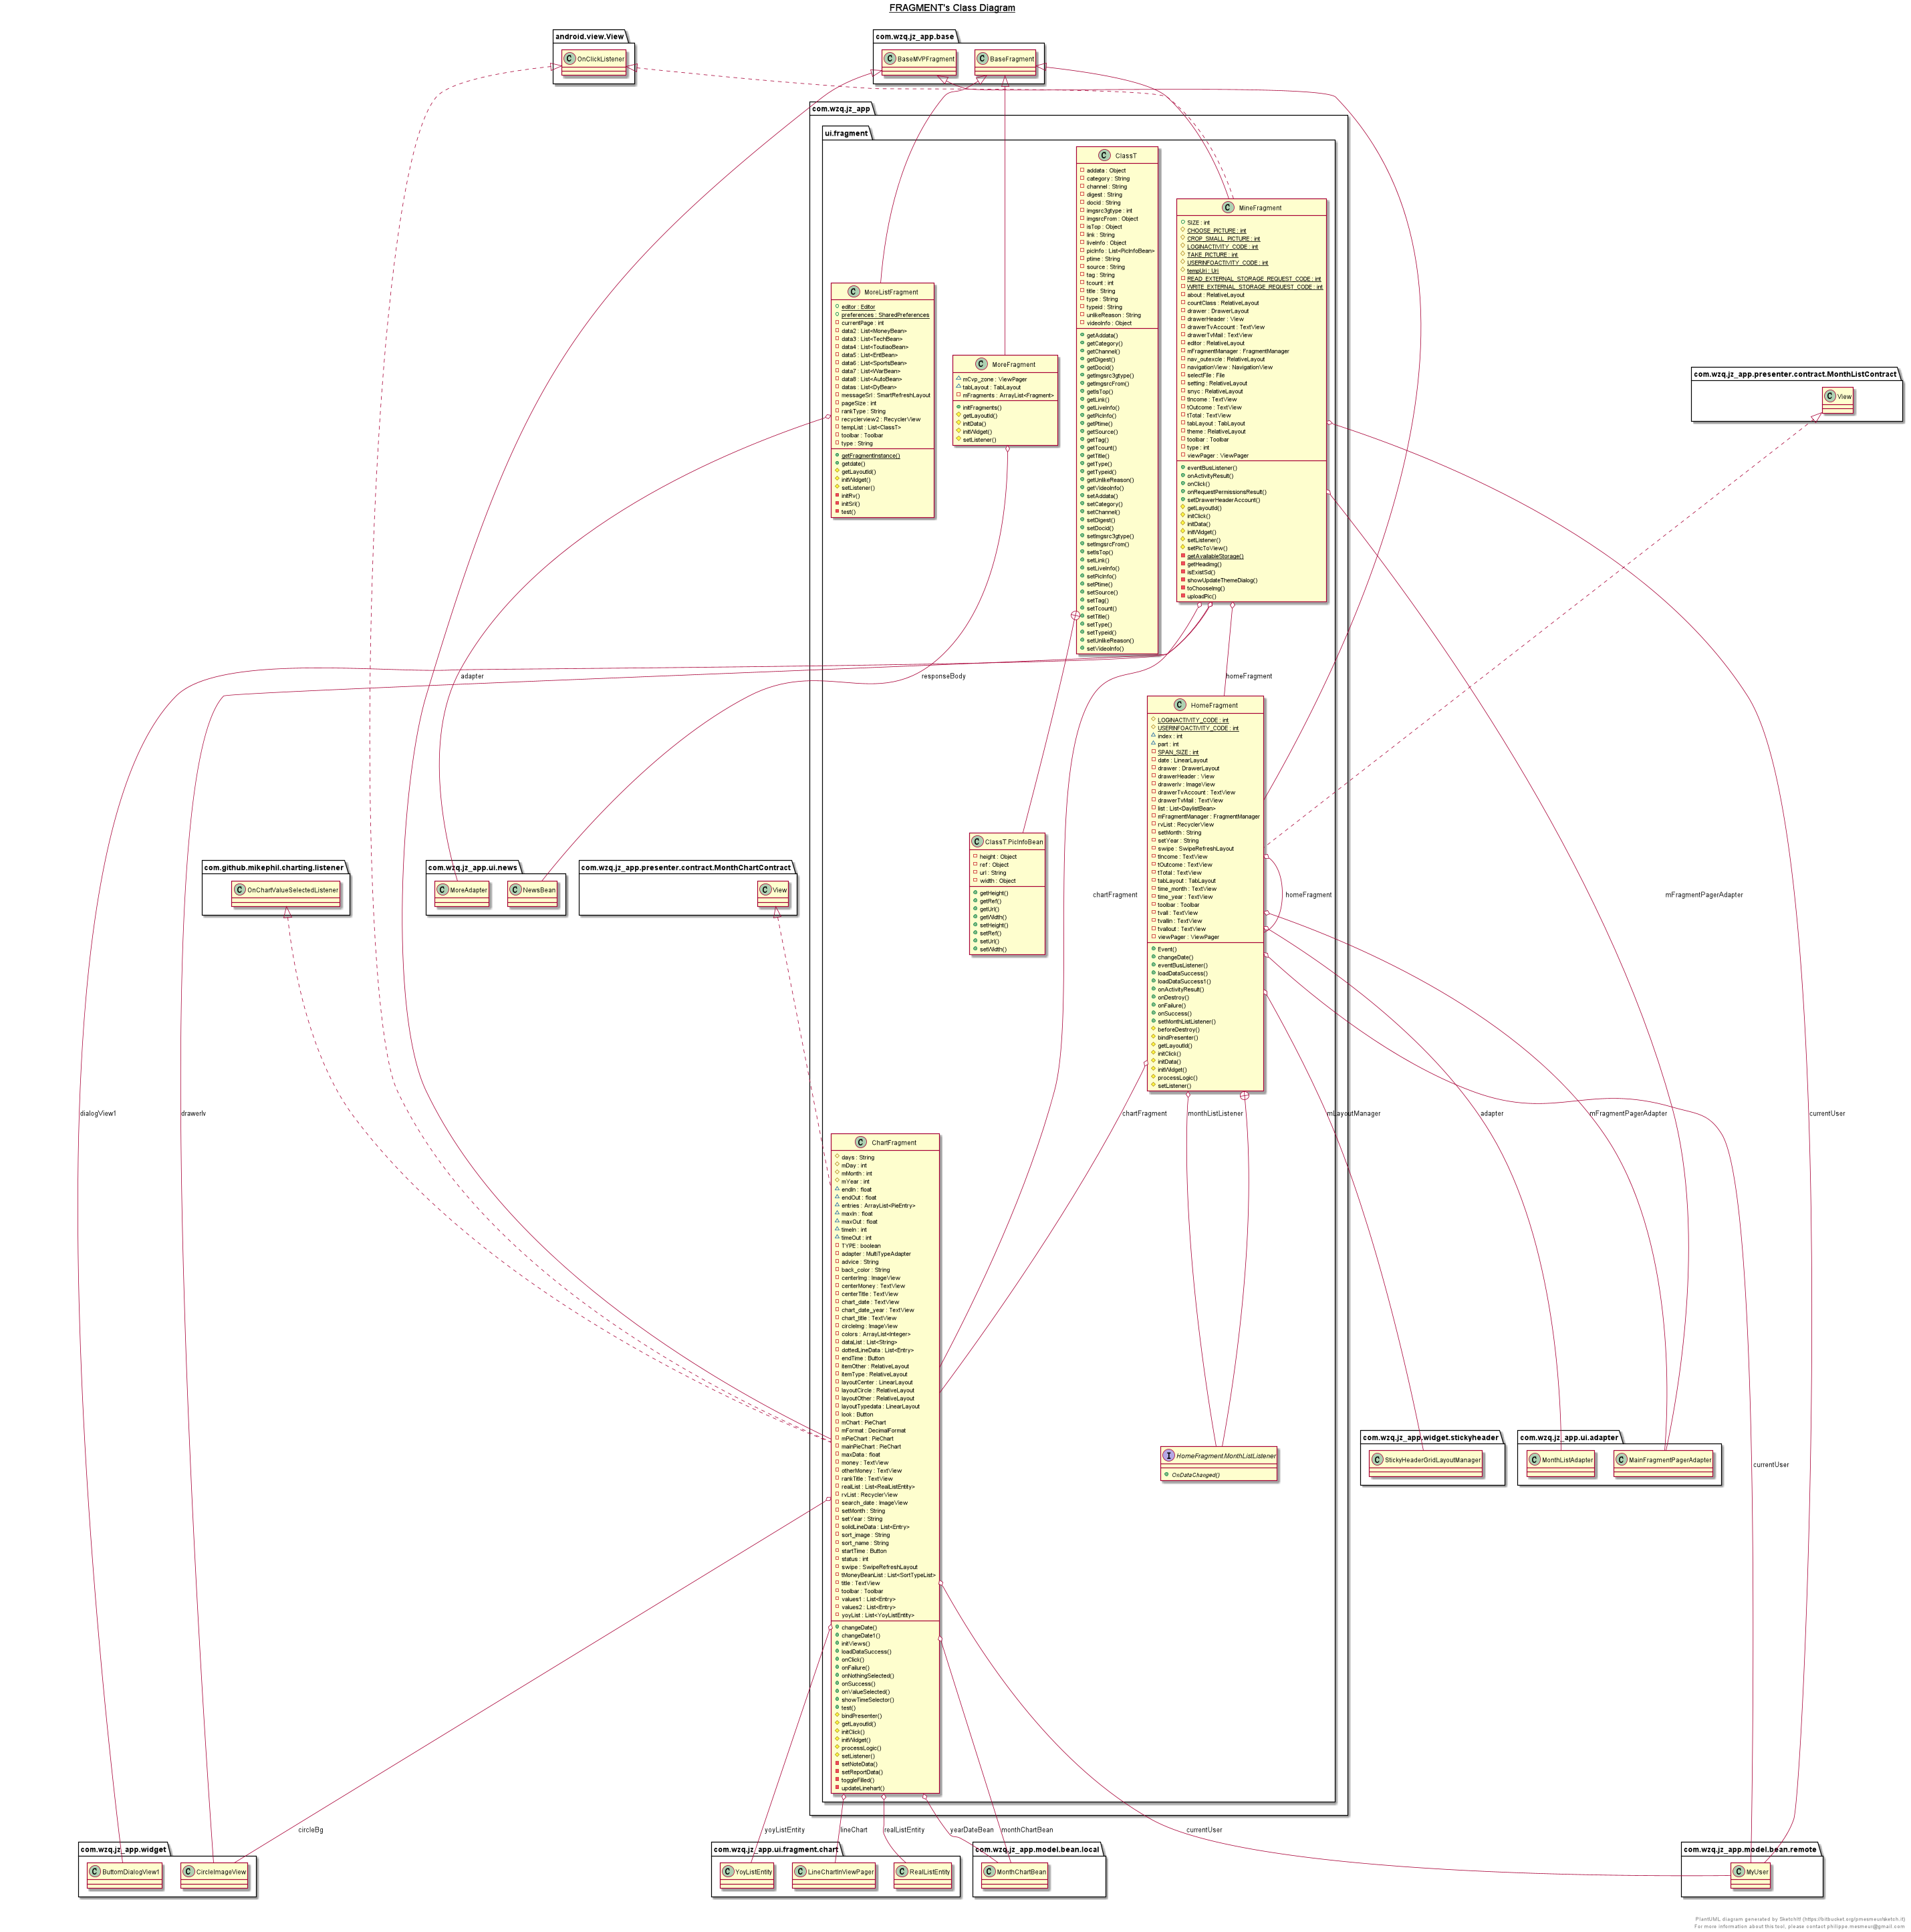 FRAGMENT's Class Diagram
android.view.View
OnClickListener
com.wzq.jz_app.base
BaseMVPFragment
BaseFragment
com.wzq.jz_app
ui.fragment
ClassT
addata : Object
category : String
channel : String
digest : String
docid : String
imgsrc3gtype : int
imgsrcFrom : Object
isTop : Object
link : String
liveInfo : Object
picInfo : List<PicInfoBean>
ptime : String
source : String
tag : String
tcount : int
title : String
type : String
typeid : String
unlikeReason : String
videoInfo : Object
getAddata()
getCategory()
getChannel()
getDigest()
getDocid()
getImgsrc3gtype()
getImgsrcFrom()
getIsTop()
getLink()
getLiveInfo()
getPicInfo()
getPtime()
getSource()
getTag()
getTcount()
getTitle()
getType()
getTypeid()
getUnlikeReason()
getVideoInfo()
setAddata()
setCategory()
setChannel()
setDigest()
setDocid()
setImgsrc3gtype()
setImgsrcFrom()
setIsTop()
setLink()
setLiveInfo()
setPicInfo()
setPtime()
setSource()
setTag()
setTcount()
setTitle()
setType()
setTypeid()
setUnlikeReason()
setVideoInfo()
MineFragment
SIZE : int
CHOOSE_PICTURE : int
CROP_SMALL_PICTURE : int
LOGINACTIVITY_CODE : int
TAKE_PICTURE : int
USERINFOACTIVITY_CODE : int
tempUri : Uri
READ_EXTERNAL_STORAGE_REQUEST_CODE : int
WRITE_EXTERNAL_STORAGE_REQUEST_CODE : int
about : RelativeLayout
countClass : RelativeLayout
drawer : DrawerLayout
drawerHeader : View
drawerTvAccount : TextView
drawerTvMail : TextView
editor : RelativeLayout
mFragmentManager : FragmentManager
nav_outexcle : RelativeLayout
navigationView : NavigationView
selectFile : File
setting : RelativeLayout
snyc : RelativeLayout
tIncome : TextView
tOutcome : TextView
tTotal : TextView
tabLayout : TabLayout
theme : RelativeLayout
toolbar : Toolbar
type : int
viewPager : ViewPager
eventBusListener()
onActivityResult()
onClick()
onRequestPermissionsResult()
setDrawerHeaderAccount()
getLayoutId()
initClick()
initData()
initWidget()
setListener()
setPicToView()
getAvailableStorage()
getHeadimg()
isExistSd()
showUpdateThemeDialog()
toChooseImg()
uploadPic()
MoreListFragment
editor : Editor
preferences : SharedPreferences
currentPage : int
data2 : List<MoneyBean>
data3 : List<TechBean>
data4 : List<ToutiaoBean>
data5 : List<EntBean>
data6 : List<SportsBean>
data7 : List<WarBean>
data8 : List<AutoBean>
datas : List<DyBean>
messageSrl : SmartRefreshLayout
pageSize : int
rankType : String
recyclerview2 : RecyclerView
tempList : List<ClassT>
toolbar : Toolbar
type : String
getFragmentInstance()
getdate()
getLayoutId()
initWidget()
setListener()
initRv()
initSrl()
test()
MoreFragment
mCvp_zone : ViewPager
tabLayout : TabLayout
mFragments : ArrayList<Fragment>
initFragments()
getLayoutId()
initData()
initWidget()
setListener()
com.wzq.jz_app.presenter.contract.MonthListContract
View
adapter
responseBody
homeFragment
HomeFragment
LOGINACTIVITY_CODE : int
USERINFOACTIVITY_CODE : int
index : int
part : int
SPAN_SIZE : int
date : LinearLayout
drawer : DrawerLayout
drawerHeader : View
drawerIv : ImageView
drawerTvAccount : TextView
drawerTvMail : TextView
list : List<DaylistBean>
mFragmentManager : FragmentManager
rvList : RecyclerView
setMonth : String
setYear : String
swipe : SwipeRefreshLayout
tIncome : TextView
tOutcome : TextView
tTotal : TextView
tabLayout : TabLayout
time_month : TextView
time_year : TextView
toolbar : Toolbar
tvall : TextView
tvallin : TextView
tvallout : TextView
viewPager : ViewPager
Event()
changeDate()
eventBusListener()
loadDataSuccess()
loadDataSuccess1()
onActivityResult()
onDestroy()
onFailure()
onSuccess()
setMonthListListener()
beforeDestroy()
bindPresenter()
getLayoutId()
initClick()
initData()
initWidget()
processLogic()
setListener()
ClassT.PicInfoBean
height : Object
ref : Object
url : String
width : Object
getHeight()
getRef()
getUrl()
getWidth()
setHeight()
setRef()
setUrl()
setWidth()
com.github.mikephil.charting.listener
OnChartValueSelectedListener
com.wzq.jz_app.ui.news
MoreAdapter
NewsBean
com.wzq.jz_app.presenter.contract.MonthChartContract
View
chartFragment
homeFragment
mFragmentPagerAdapter
dialogView1
drawerIv
chartFragment
monthListListener
mLayoutManager
adapter
mFragmentPagerAdapter
currentUser
ChartFragment
days : String
mDay : int
mMonth : int
mYear : int
endIn : float
endOut : float
entries : ArrayList<PieEntry>
maxIn : float
maxOut : float
timeIn : int
timeOut : int
TYPE : boolean
adapter : MultiTypeAdapter
advice : String
back_color : String
centerImg : ImageView
centerMoney : TextView
centerTitle : TextView
chart_date : TextView
chart_date_year : TextView
chart_title : TextView
circleImg : ImageView
colors : ArrayList<Integer>
dataList : List<String>
dottedLineData : List<Entry>
endTime : Button
itemOther : RelativeLayout
itemType : RelativeLayout
layoutCenter : LinearLayout
layoutCircle : RelativeLayout
layoutOther : RelativeLayout
layoutTypedata : LinearLayout
look : Button
mChart : PieChart
mFormat : DecimalFormat
mPieChart : PieChart
mainPieChart : PieChart
maxData : float
money : TextView
otherMoney : TextView
rankTitle : TextView
realList : List<RealListEntity>
rvList : RecyclerView
search_date : ImageView
setMonth : String
setYear : String
solidLineData : List<Entry>
sort_image : String
sort_name : String
startTime : Button
status : int
swipe : SwipeRefreshLayout
tMoneyBeanList : List<SortTypeList>
title : TextView
toolbar : Toolbar
values1 : List<Entry>
values2 : List<Entry>
yoyList : List<YoyListEntity>
changeDate()
changeDate1()
initViews()
loadDataSuccess()
onClick()
onFailure()
onNothingSelected()
onSuccess()
onValueSelected()
showTimeSelector()
test()
bindPresenter()
getLayoutId()
initClick()
initWidget()
processLogic()
setListener()
setNoteData()
setReportData()
toggleFilled()
updateLinehart()
HomeFragment.MonthListListener
OnDataChanged()
com.wzq.jz_app.widget.stickyheader
StickyHeaderGridLayoutManager
com.wzq.jz_app.ui.adapter
MonthListAdapter
MainFragmentPagerAdapter
currentUser
circleBg
yoyListEntity
lineChart
realListEntity
yearDateBean
monthChartBean
currentUser
com.wzq.jz_app.widget
ButtomDialogView1
CircleImageView
com.wzq.jz_app.ui.fragment.chart
YoyListEntity
LineChartInViewPager
RealListEntity
com.wzq.jz_app.model.bean.local
MonthChartBean
com.wzq.jz_app.model.bean.remote
MyUser
PlantUML diagram generated by SketchIt! (https://bitbucket.org/pmesmeur/sketch.it)
For more information about this tool, please contact philippe.mesmeur@gmail.com